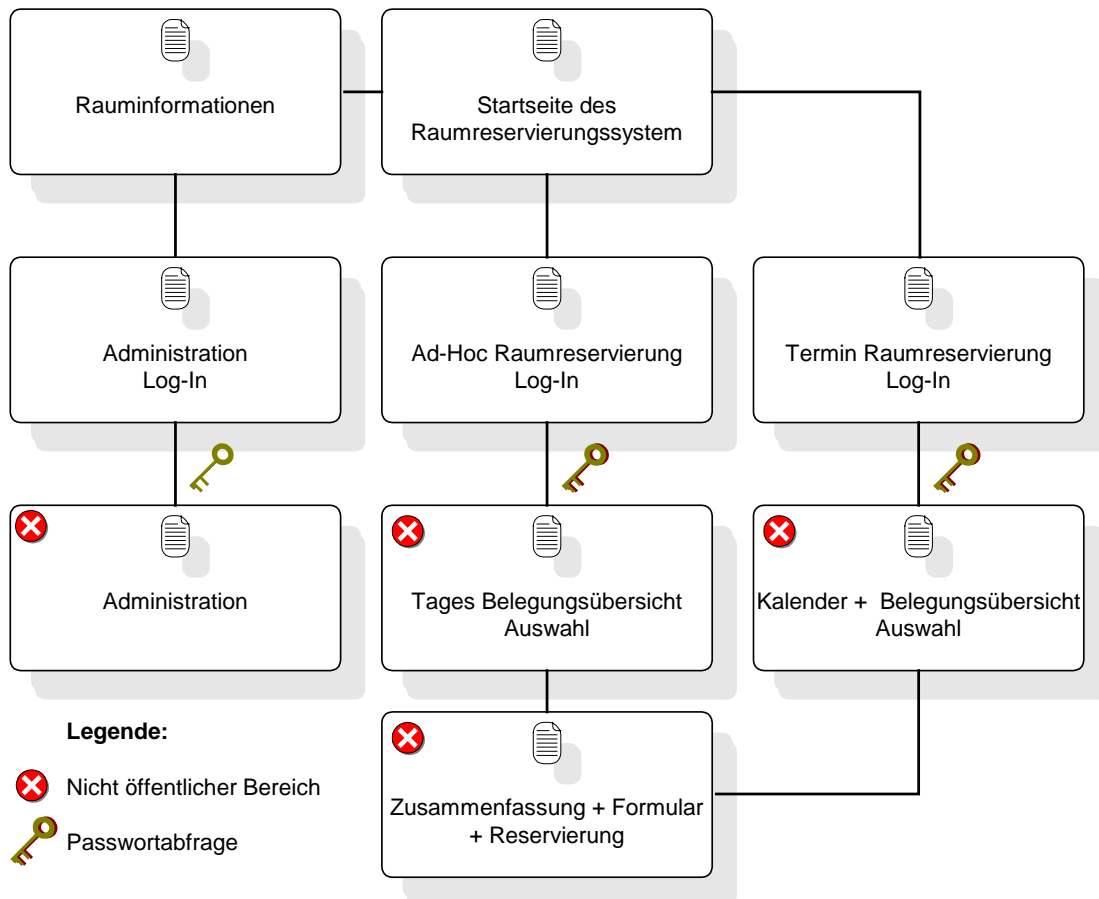 Rauminformationen
Startseite des
Raumreservierungssystem
Administration
Log-In
Ad-Hoc Raumreservierung
Log-In
Termin Raumreservierung
Log-In
Administration
Tages Belegungsübersicht
Auswahl
Kalender + Belegungsübersicht
Auswahl
Legende:
Nicht öffentlicher Bereich
Passwortabfrage
Zusammenfassung + Formular
+ Reservierung